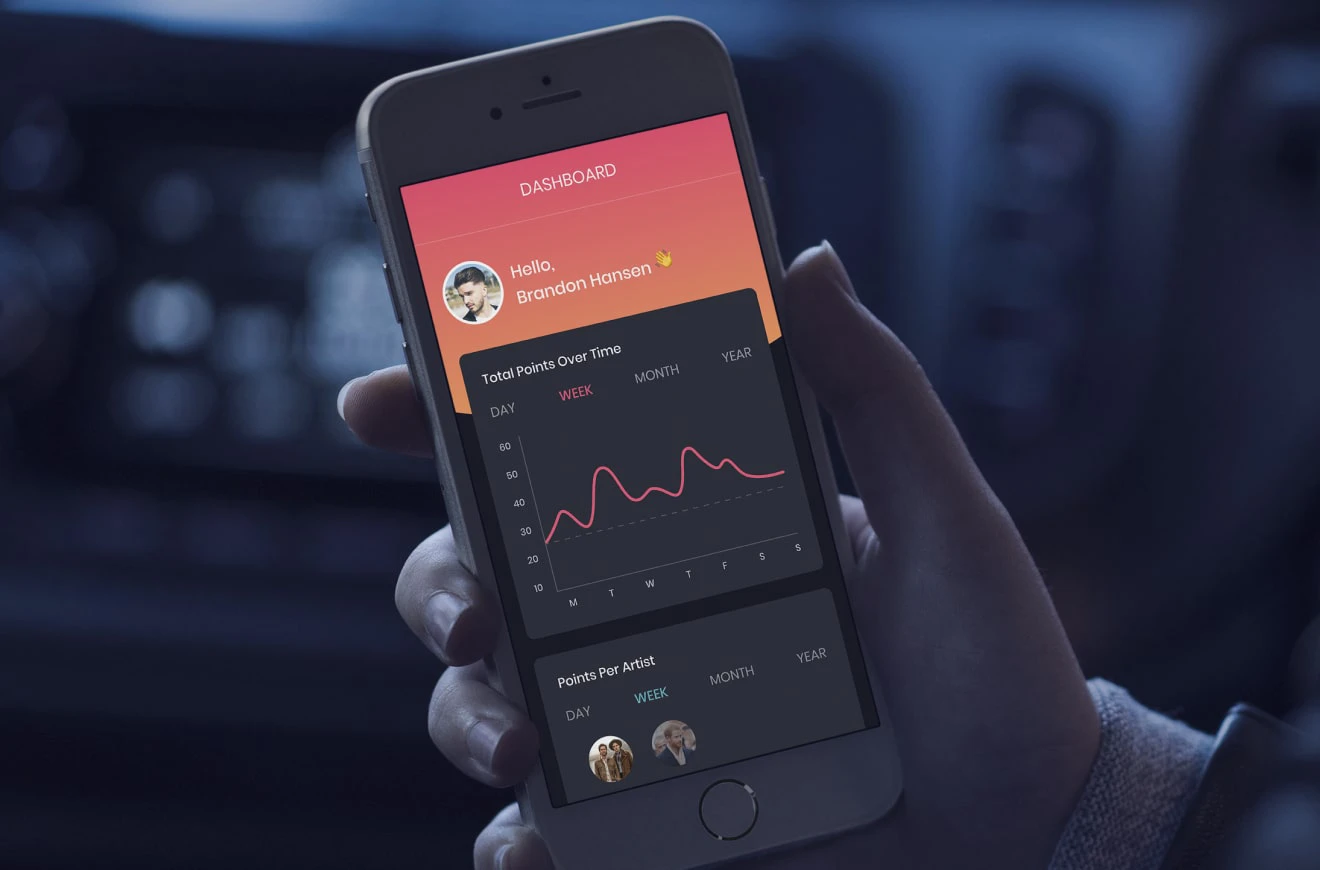 DASHBOARD
Hello,
Brandon Hansen 👋
Total Points Over Time
DAY WEEK MONTH YEAR
60
50
40
30
20
10
M T W T F S S
Points Per Artist
DAY WEEK MONTH YEAR